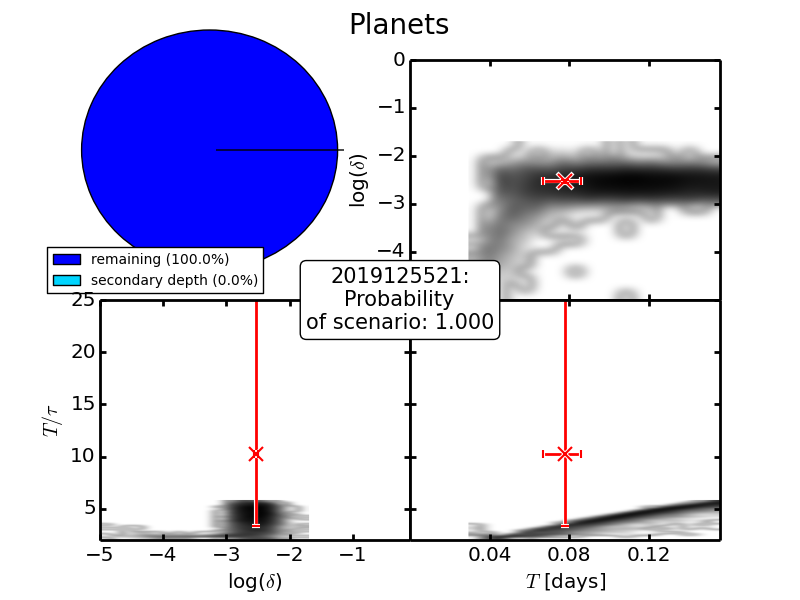 Planets
remaining (100.0%)
secondary depth (0.0%)
0
−1
−2
−3
−4
log(δ)
2019125521:
Probability
of scenario: 1.000
25
20
15
10
5
T/τ
−5
−4
−3
−2
−1
log(δ)
0.04
0.08
0.12
T [days]